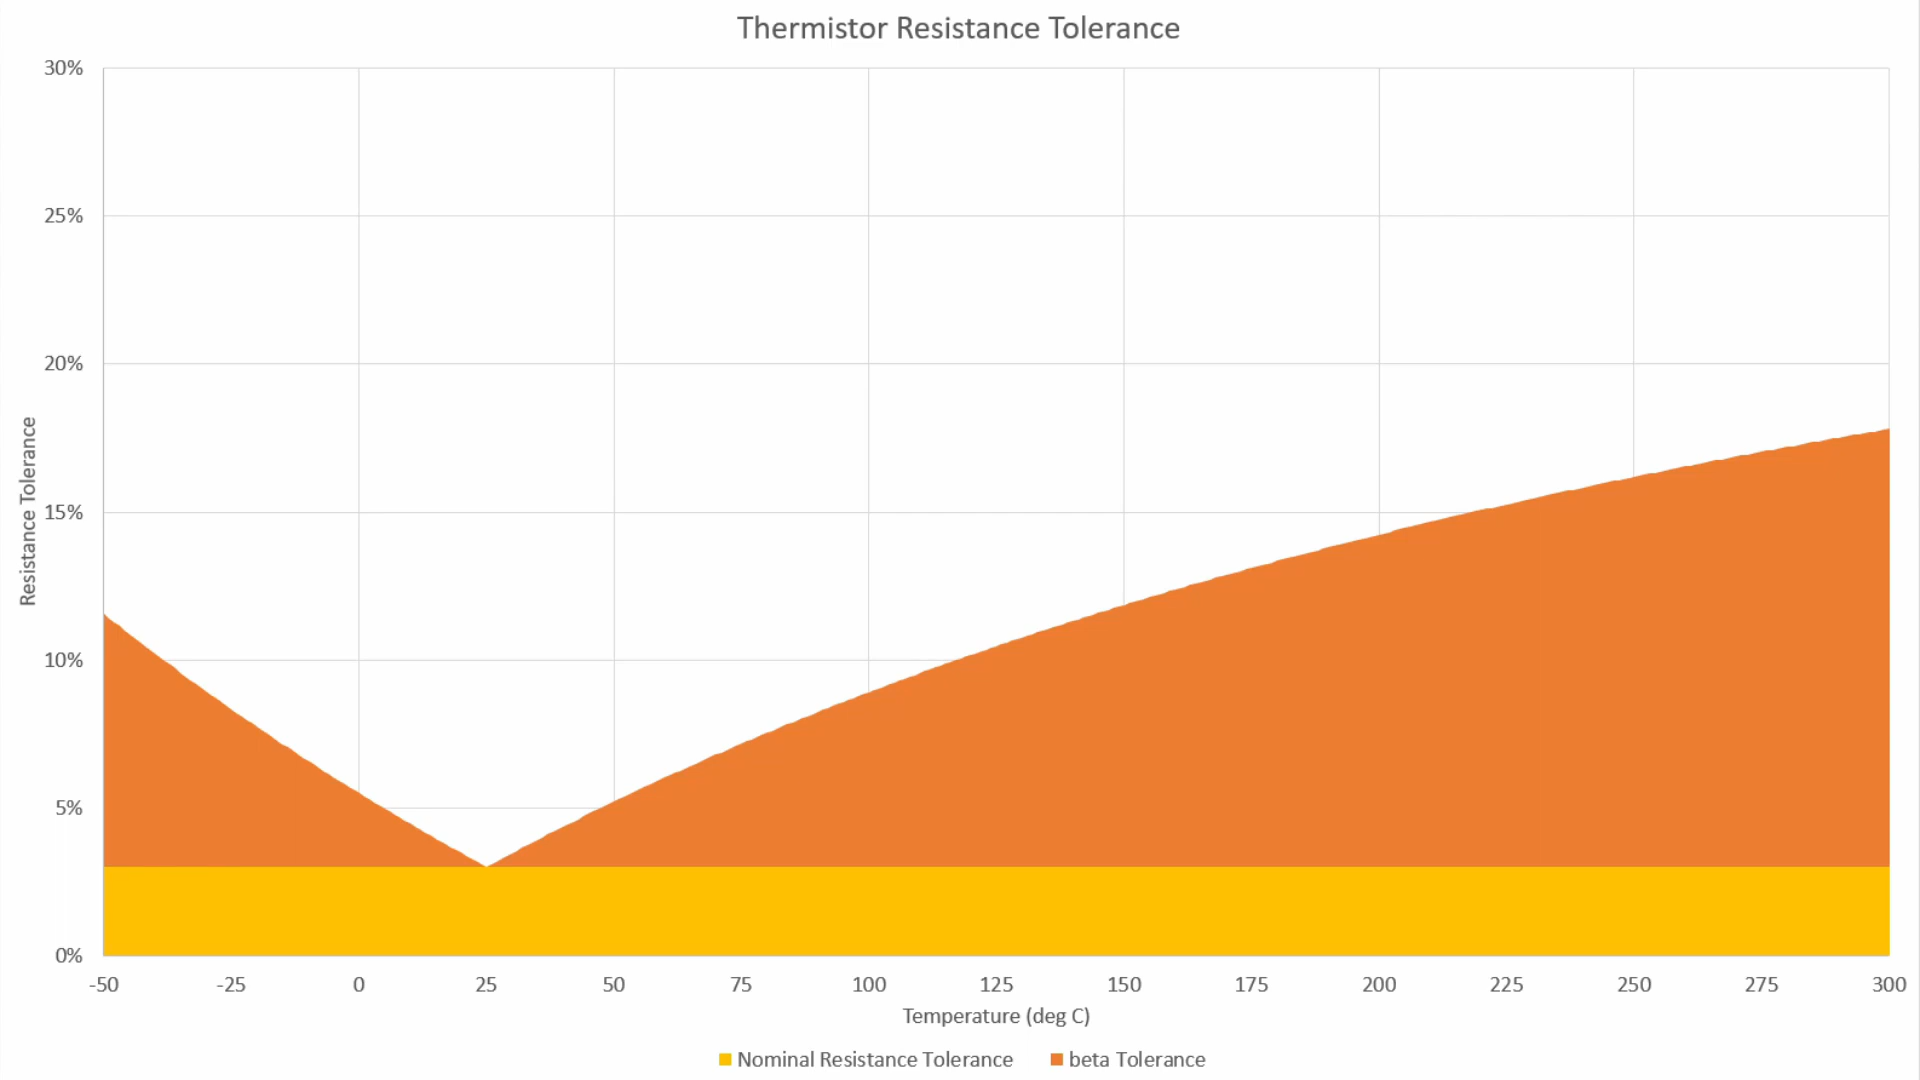 Thermistor Resistance Tolerance
30%
25%
20%
15%
10%
5%
0%
Resistance Tolerance
-50 -25 0 25 50 75 100 125 150 175 200 225 250 275 300
Temperature (deg C)
Nominal Resistance Tolerance beta Tolerance